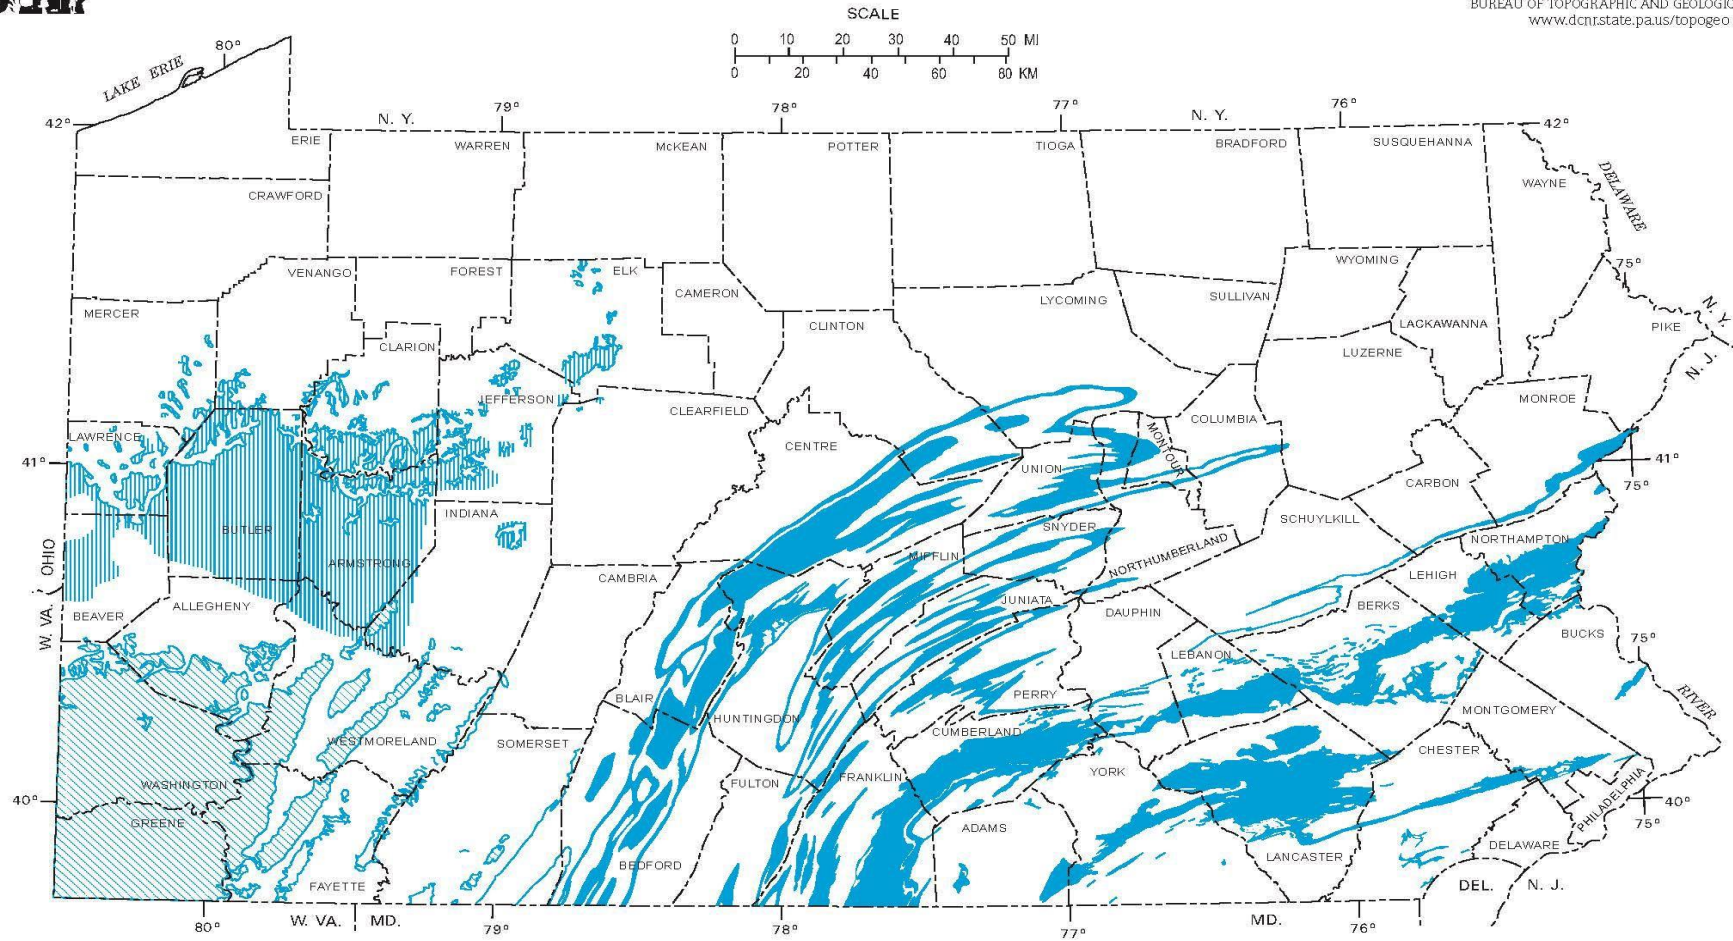 BUREAU OF TOPOGRAPHIC AND GEOLOGIC
www.dcnr.state.pa.us/topogeo
SCALE
0 10 20 30 40 50 MI
0 20 40 60 80 KM
LAKE ERIE
80°
79°
78°
77°
76°
42°
N. Y.
N. Y.
42°
ERIE
WARREN
McKEAN
POTTER
TIOGA
BRADFORD
SUSQUEHANNA
WAYNE
DELAWARE
CRAWFORD
VENANGO
FOREST
ELK
CAMERON
WYOMING
75°
MERCER
CLARION
CLINTON
LYCOMING
SULLIVAN
LACKAWANNA
PIKE
N. Y.
N. J.
LUZERNE
JEFFERSON
CLEARFIELD
COLUMBIA
MONROE
LAWRENCE
CENTRE
MONTOUR
UNION
41°
41°
75°
CARBON
INDIANA
BUTLER
SNYDER
SCHUYLKILL
NORTHAMPTON
OHIO
ARMSTRONG
MIFFLIN
NORTHUMBERLAND
CAMBRIA
LEHIGH
W. VA.
BEAVER
ALLEGHENY
JUNIATA
DAUPHIN
BERKS
BUCKS
75°
LEBANON
BLAIR
PERRY
RIVER
HUNTINGDON
MONTGOMERY
WESTMORELAND
SOMERSET
CUMBERLAND
CHESTER
WASHINGTON
FULTON
FRANKLIN
YORK
40°
PHILADELPHIA
40°
75°
GREENE
ADAMS
DELAWARE
LANCASTER
BEDFORD
FAYETTE
DEL.
N. J.
80°
W. VA.
MD.
79°
78°
77°
MD.
76°